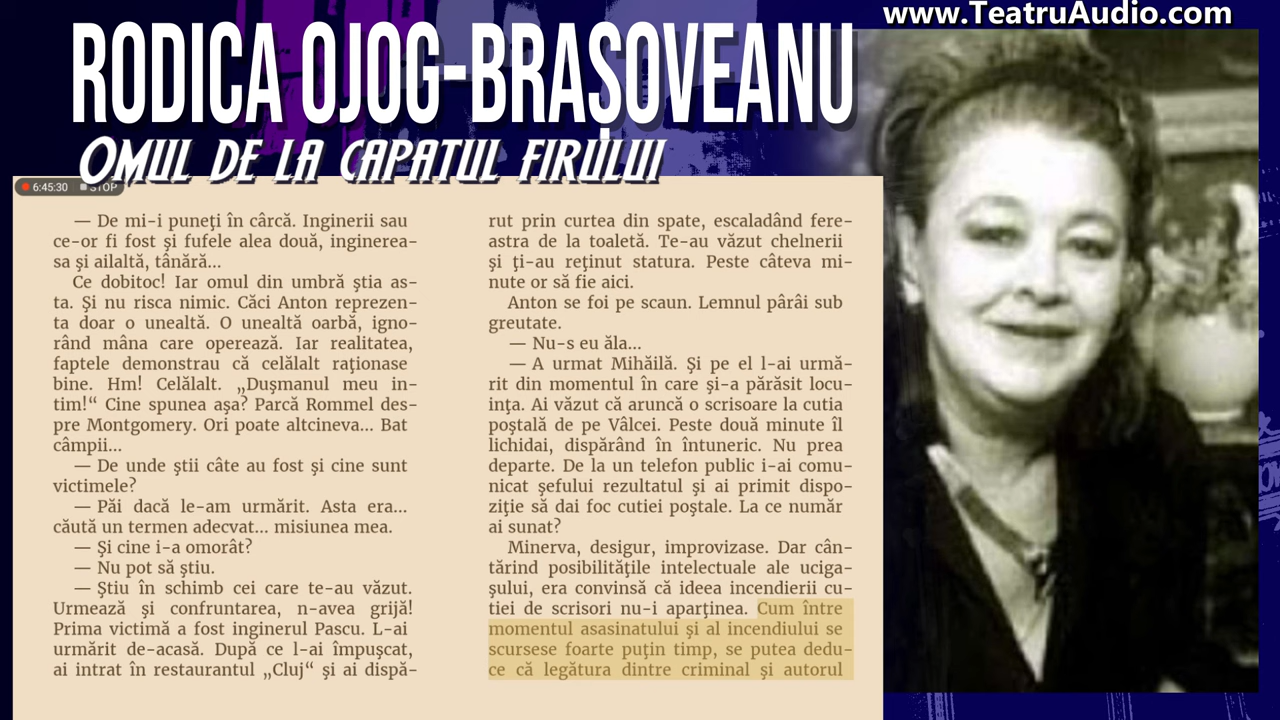 www.TeatruAudio.com
RODICA OJOG-BRAȘOVEANU
OMUL DE LA CAPATUL FIRULUI
6:45:30 STOP
— De mi-i puneţi în cârcă. Inginerii sau
ce-or fi fost şi fufele alea două, inginerea-
sa şi ailaltă, tânără...
Ce dobitoc! Iar omul din umbră ştia as-
ta. Şi nu risca nimic. Căci Anton reprezen-
ta doar o unealtă. O unealtă oarbă, igno-
rând mâna care operează. Iar realitatea,
faptele demonstrau că celălalt raţionase
bine. Hm! Celălalt. „Duşmanul meu in-
tim!“ Cine spunea aşa? Parcă Rommel des-
pre Montgomery. Ori poate altcineva... Bat
câmpii...
— De unde ştii câte au fost şi cine sunt
victimele?
— Păi dacă le-am urmărit. Asta era...
căută un termen adecvat... misiunea mea.
— Şi cine i-a omorât?
— Nu pot să ştiu.
— Ştiu în schimb cei care te-au văzut.
Urmează şi confruntarea, n-avea grijă!
Prima victimă a fost inginerul Pascu. L-ai
urmărit de-acasă. După ce l-ai împuşcat,
ai intrat în restaurantul „Cluj“ şi ai dispă-
rut prin curtea din spate, escaladând fere-
astra de la toaletă. Te-au văzut chelnerii
şi ţi-au reţinut statura. Peste câteva mi-
nute or să fie aici.
Anton se foi pe scaun. Lemnul pârâi sub
greutate.
— Nu-s eu ăla...
— A urmat Mihăilă. Şi pe el l-ai urmă-
rit din momentul în care şi-a părăsit locu-
inţa. Ai văzut că aruncă o scrisoare la cutia
poştală de pe Vâlcei. Peste două minute îl
lichidai, dispărând în întuneric. Nu prea
departe. De la un telefon public i-ai comu-
nicat şefului rezultatul şi ai primit dispo-
ziţie să dai foc cutiei poştale. La ce număr
ai sunat?
Minerva, desigur, improvizase. Dar cân-
tărind posibilităţile intelectuale ale uciga-
şului, era convinsă că ideea incendierii cu-
tiei de scrisori nu-i aparţinea. Cum între
momentul asasinatului şi al incendiului se
scursese foarte puţin timp, se putea dedu-
ce că legătura dintre criminal şi autorul